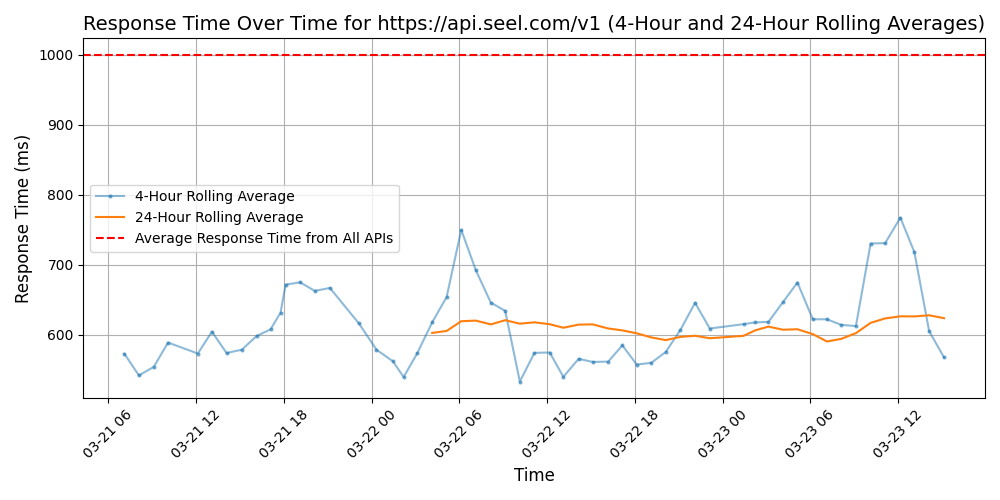 Response Time Over Time for https://api.seel.com/v1 (4-Hour and 24-Hour Rolling Averages)
Response Time (ms)
1000
900
800
700
600
4-Hour Rolling Average
24-Hour Rolling Average
Average Response Time from All APIs
03-21 06
03-21 12
03-21 18
03-22 00
03-22 06
03-22 12
03-22 18
03-23 00
03-23 06
03-23 12
Time